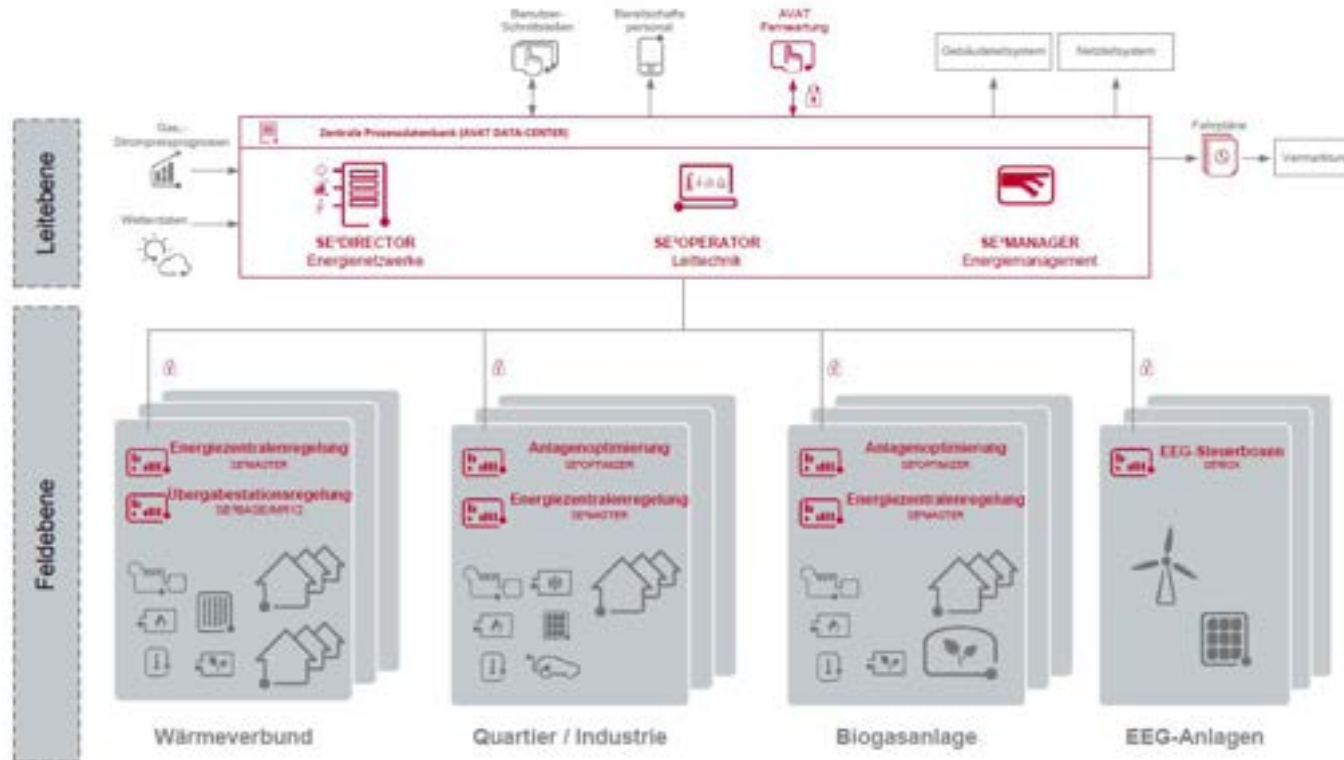 Benutzer-
Schnittstellen
Bereitschafts
personal
AVAT
Fernwartung
Gebäudeleitsystem
Netzleitsystem
Leitebene
Gas-,
Strompreisprognosen
Zentrale Prozessdatenbank (AVAT DATA-CENTER)
Fahrpläne
Vermarktung
Wetterdaten
SE²DIRECTOR
Energienetzwerke
SE²OPERATOR
Leittechnik
SE²MANAGER
Energiemanagement
Feldebene
Energiezentralenregelung
SE²MASTER
Übergabestationsregelung
Anlagenoptimierung
SE²OPTIMIZER
Energiezentralenregelung
SE²MASTER
Anlagenoptimierung
SE²OPTIMIZER
Energiezentralenregelung
SE²MASTER
EEG-Steuerboxen
SE²BOX
Wärmeverbund
Quartier / Industrie
Biogasanlage
EEG-Anlagen